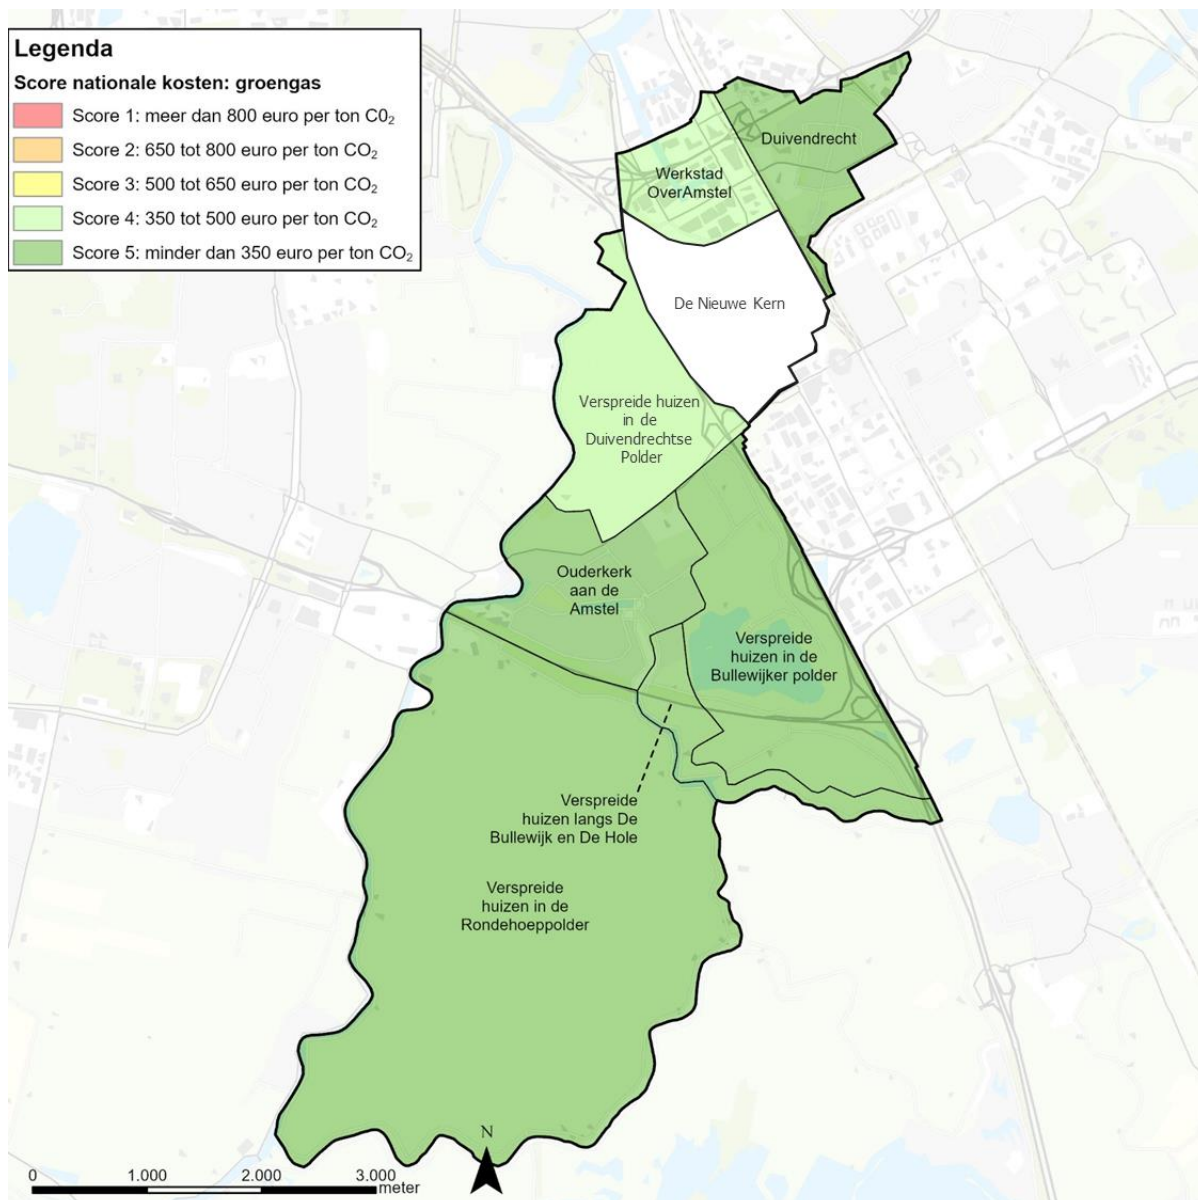 Legenda
Score nationale kosten: groengas
Score 1: meer dan 800 euro per ton C0₂
Score 2: 650 tot 800 euro per ton CO₂
Score 3: 500 tot 650 euro per ton CO₂
Score 4: 350 tot 500 euro per ton CO₂
Score 5: minder dan 350 euro per ton CO₂
Duivendrecht
Werkstad
OverAmstel
De Nieuwe Kern
Verspreide huizen
in de
Duivendrechtse
Polder
Ouderkerk
aan de
Amstel
Verspreide
huizen in de
Bullewijker polder
Verspreide
huizen langs De
Bullewijk en De Hole
Verspreide
huizen in de
Rondehoeppolder
N
0 1.000 2.000 3.000
meter